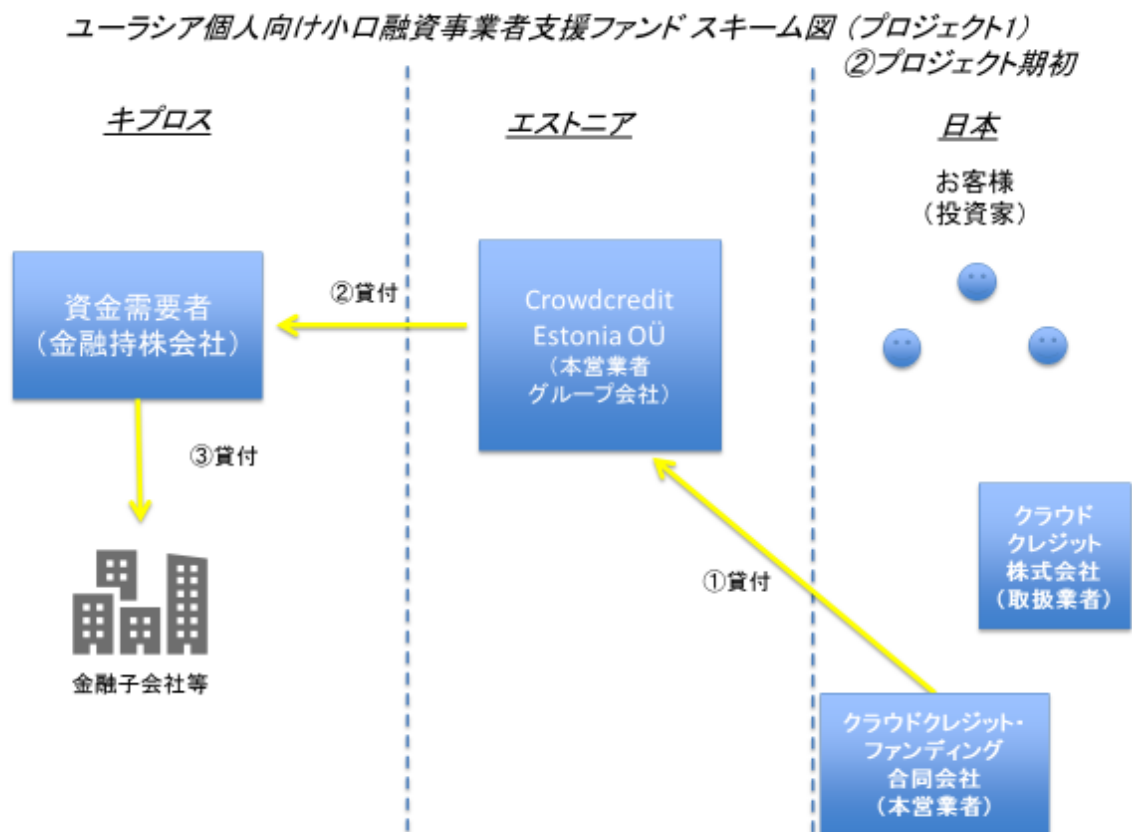 ユーラシア個人向け小口融資事業者支援ファンド スキーム図 (プロジェクト1)
②プロジェクト期初
キプロス
エストニア
日本
お客様
(投資家)
資金需要者
(金融持株会社)
②貸付
Crowdcredit
Estonia OÜ
(本営業者
グループ会社)
③貸付
金融子会社等
①貸付
クラウド
クレジット
株式会社
(取扱業者)
クラウドクレジット・
ファンディング
合同会社
(本営業者)